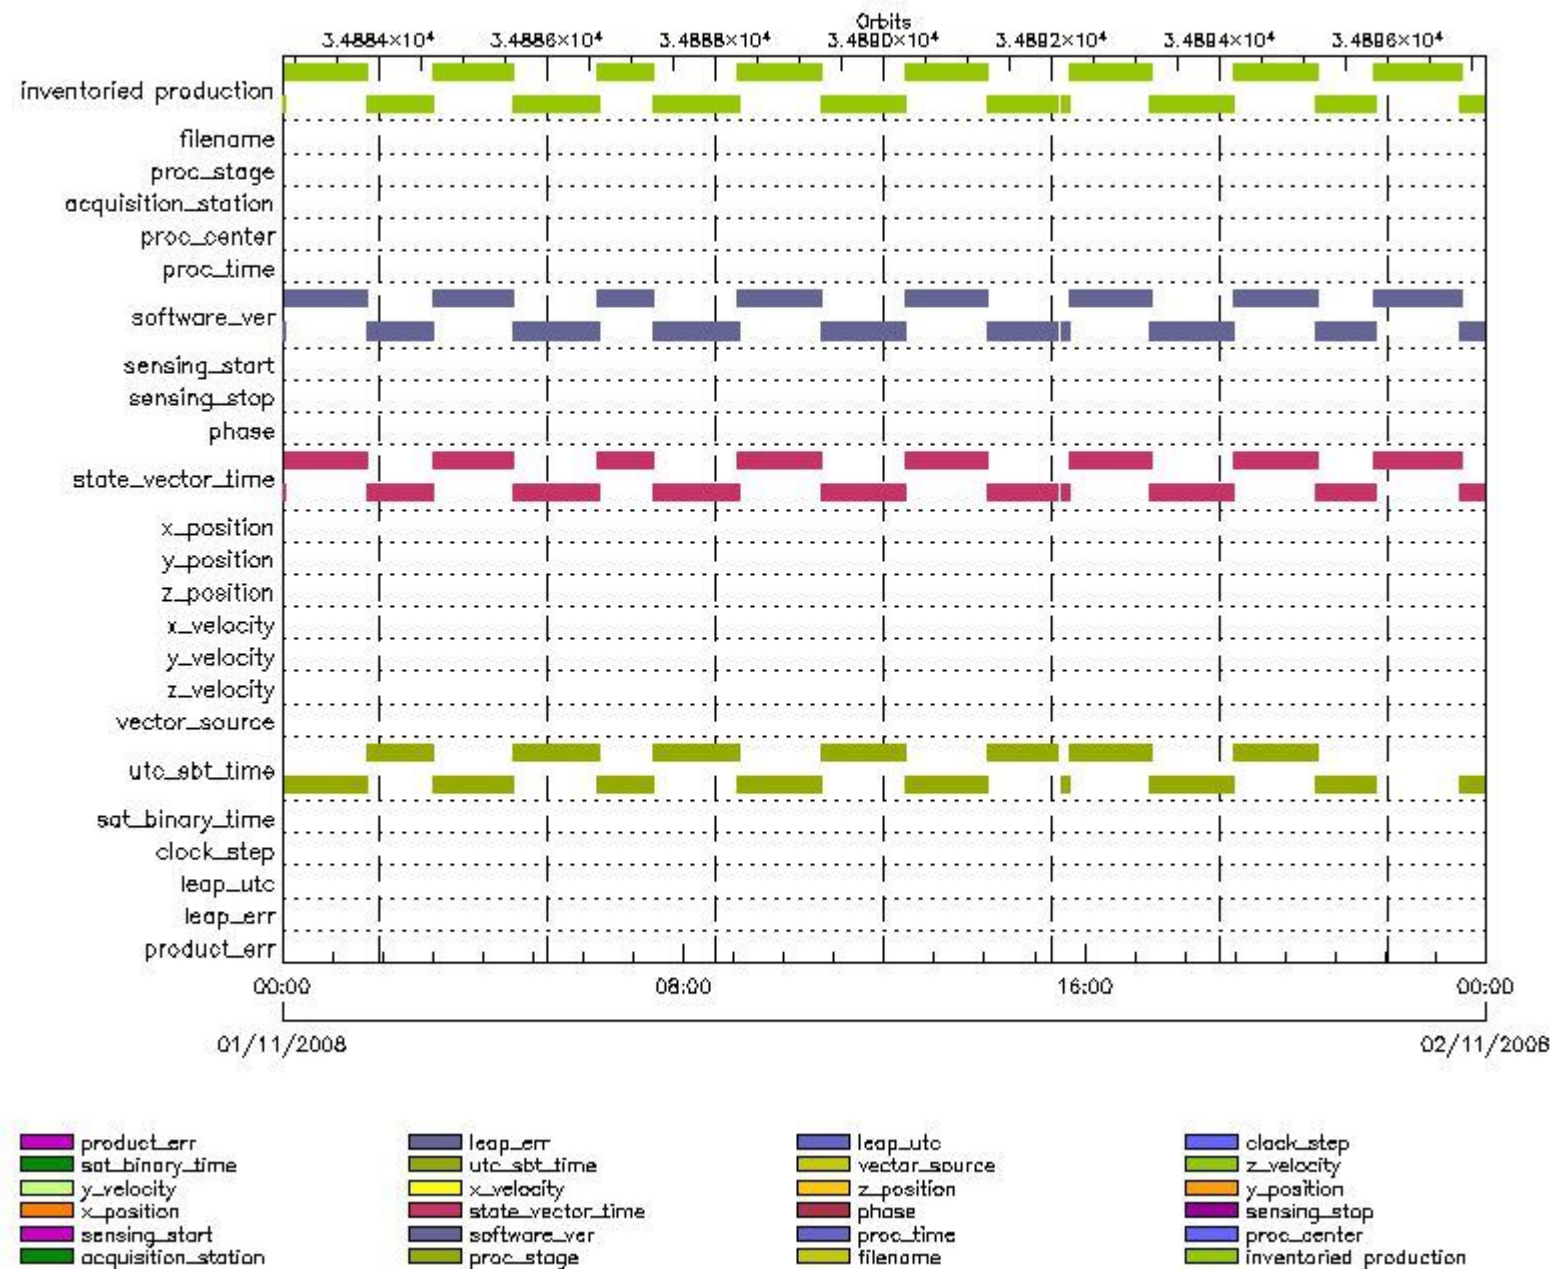 Orbits
3.4884×10⁴ 3.4886×10⁴ 3.4888×10⁴ 3.4890×10⁴ 3.4892×10⁴ 3.4894×10⁴ 3.4896×10⁴
inventoried production
filename
proc_stage
acquisition_station
proc_center
proc_time
software_ver
sensing_start
sensing_stop
phase
state_vector_time
x_position
y_position
z_position
x_velocity
y_velocity
z_velocity
vector_source
utc_sbt_time
sat_binary_time
clock_step
leap_utc
leap_err
product_err
00:00 08:00 16:00 00:00
01/11/2008 02/11/2008
product_err leap_err leap_utc clock_step
sat_binary_time utc_sbt_time vector_source z_velocity
y_velocity x_velocity z_position y_position
x_position state_vector_time phase sensing_stop
sensing_start software_ver proc_time proc_center
acquisition_station proc_stage filename inventoried production